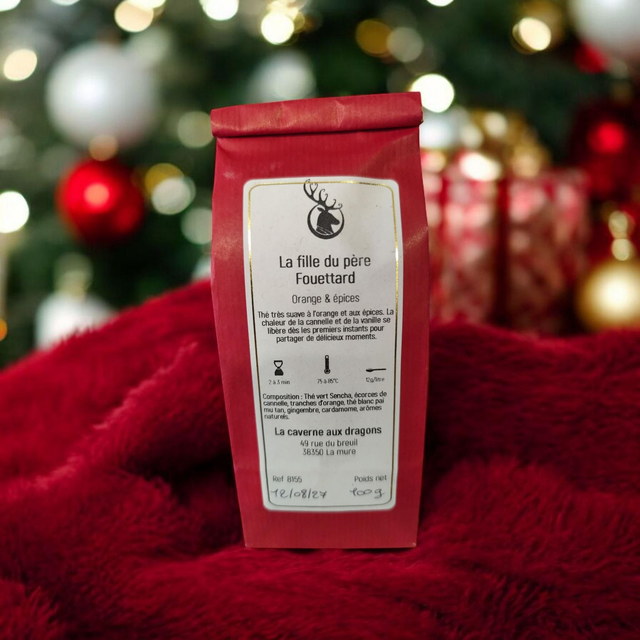 La fille du père
Fouettard
Orange & épices
Thé très suave à l'orange et aux épices. La
chaleur de la cannelle et de la vanille se
libère dès les premiers instants pour
partager de délicieux moments.
2 à 3 min 75 à 85°C 12g/litre
Composition : Thé vert Sencha, écorces de
cannelle, tranches d'orange, thé blanc pai
mu tan, gingembre, cardamome, arômes
naturels.
La caverne aux dragons
49 rue du breuil
38350 La mure
Ref 8155 Poids net
12/08/27 100g